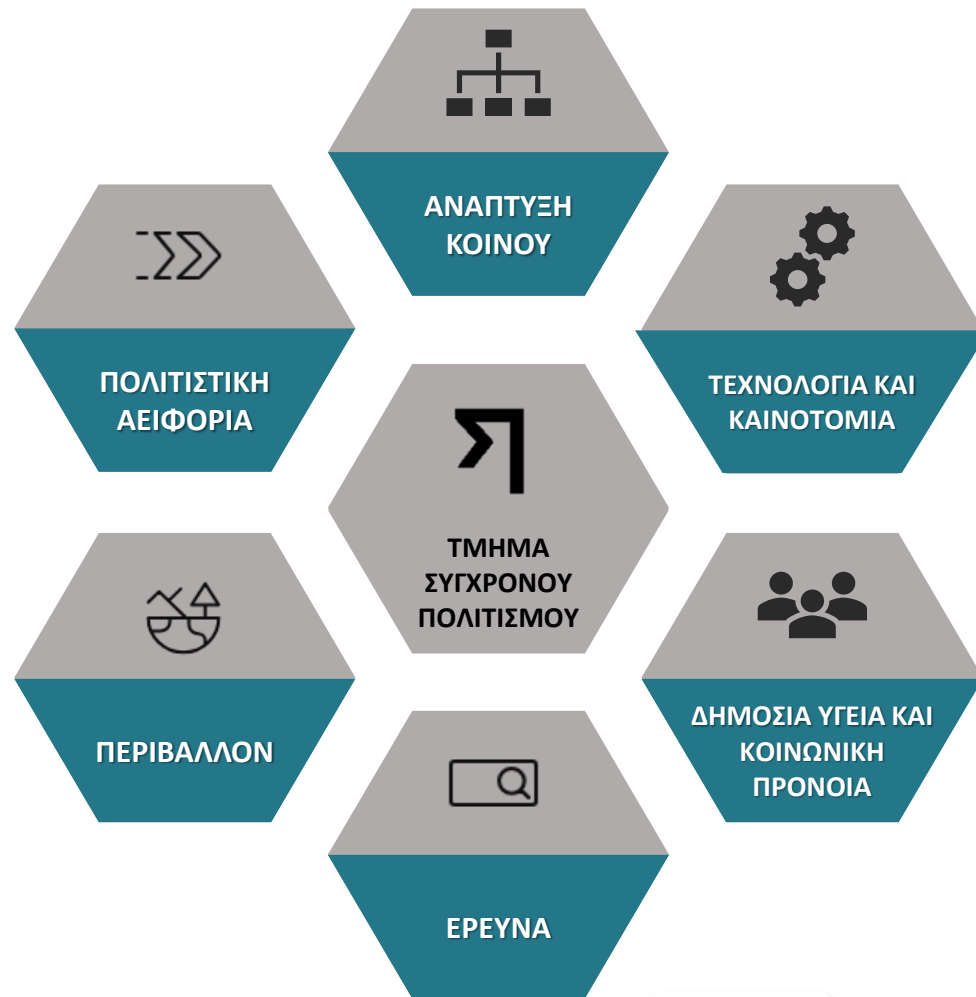 ΑΝΑΠΤΥΞΗ
ΚΟΙΝΟΥ
ΠΟΛΙΤΙΣΤΙΚΗ
ΑΕΙΦΟΡΙΑ
ΤΕΧΝΟΛΟΓΙΑ ΚΑΙ
ΚΑΙΝΟΤΟΜΙΑ
ΤΜΗΜΑ
ΣΥΓΧΡΟΝΟΥ
ΠΟΛΙΤΙΣΜΟΥ
ΠΕΡΙΒΑΛΛΟΝ
ΔΗΜΟΣΙΑ ΥΓΕΙΑ ΚΑΙ
ΚΟΙΝΩΝΙΚΗ
ΠΡΟΝΟΙΑ
ΕΡΕΥΝΑ